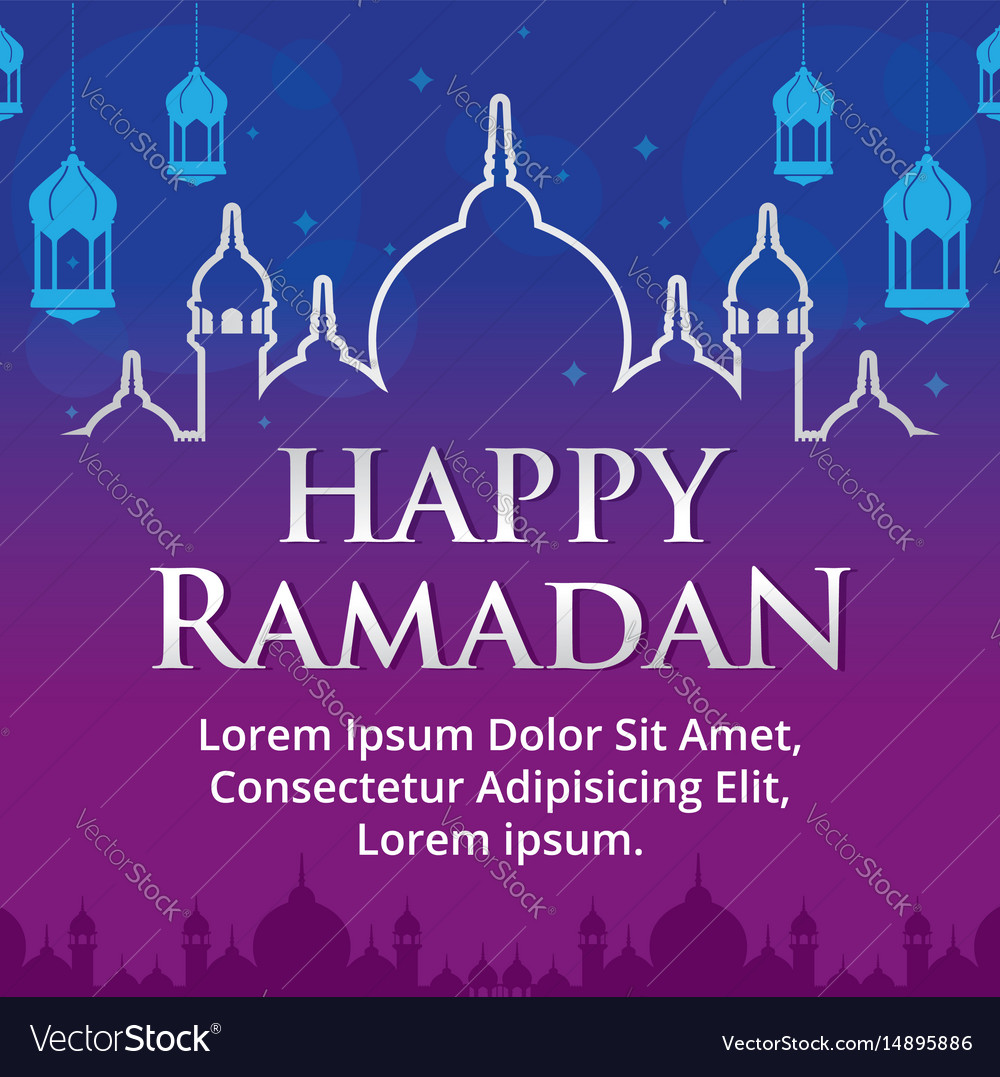 HAPPY
RAMADAN
Lorem Ipsum Dolor Sit Amet,
Consectetur Adipisicing Elit,
Lorem ipsum.
VectorStock®
VectorStock.com/14895886